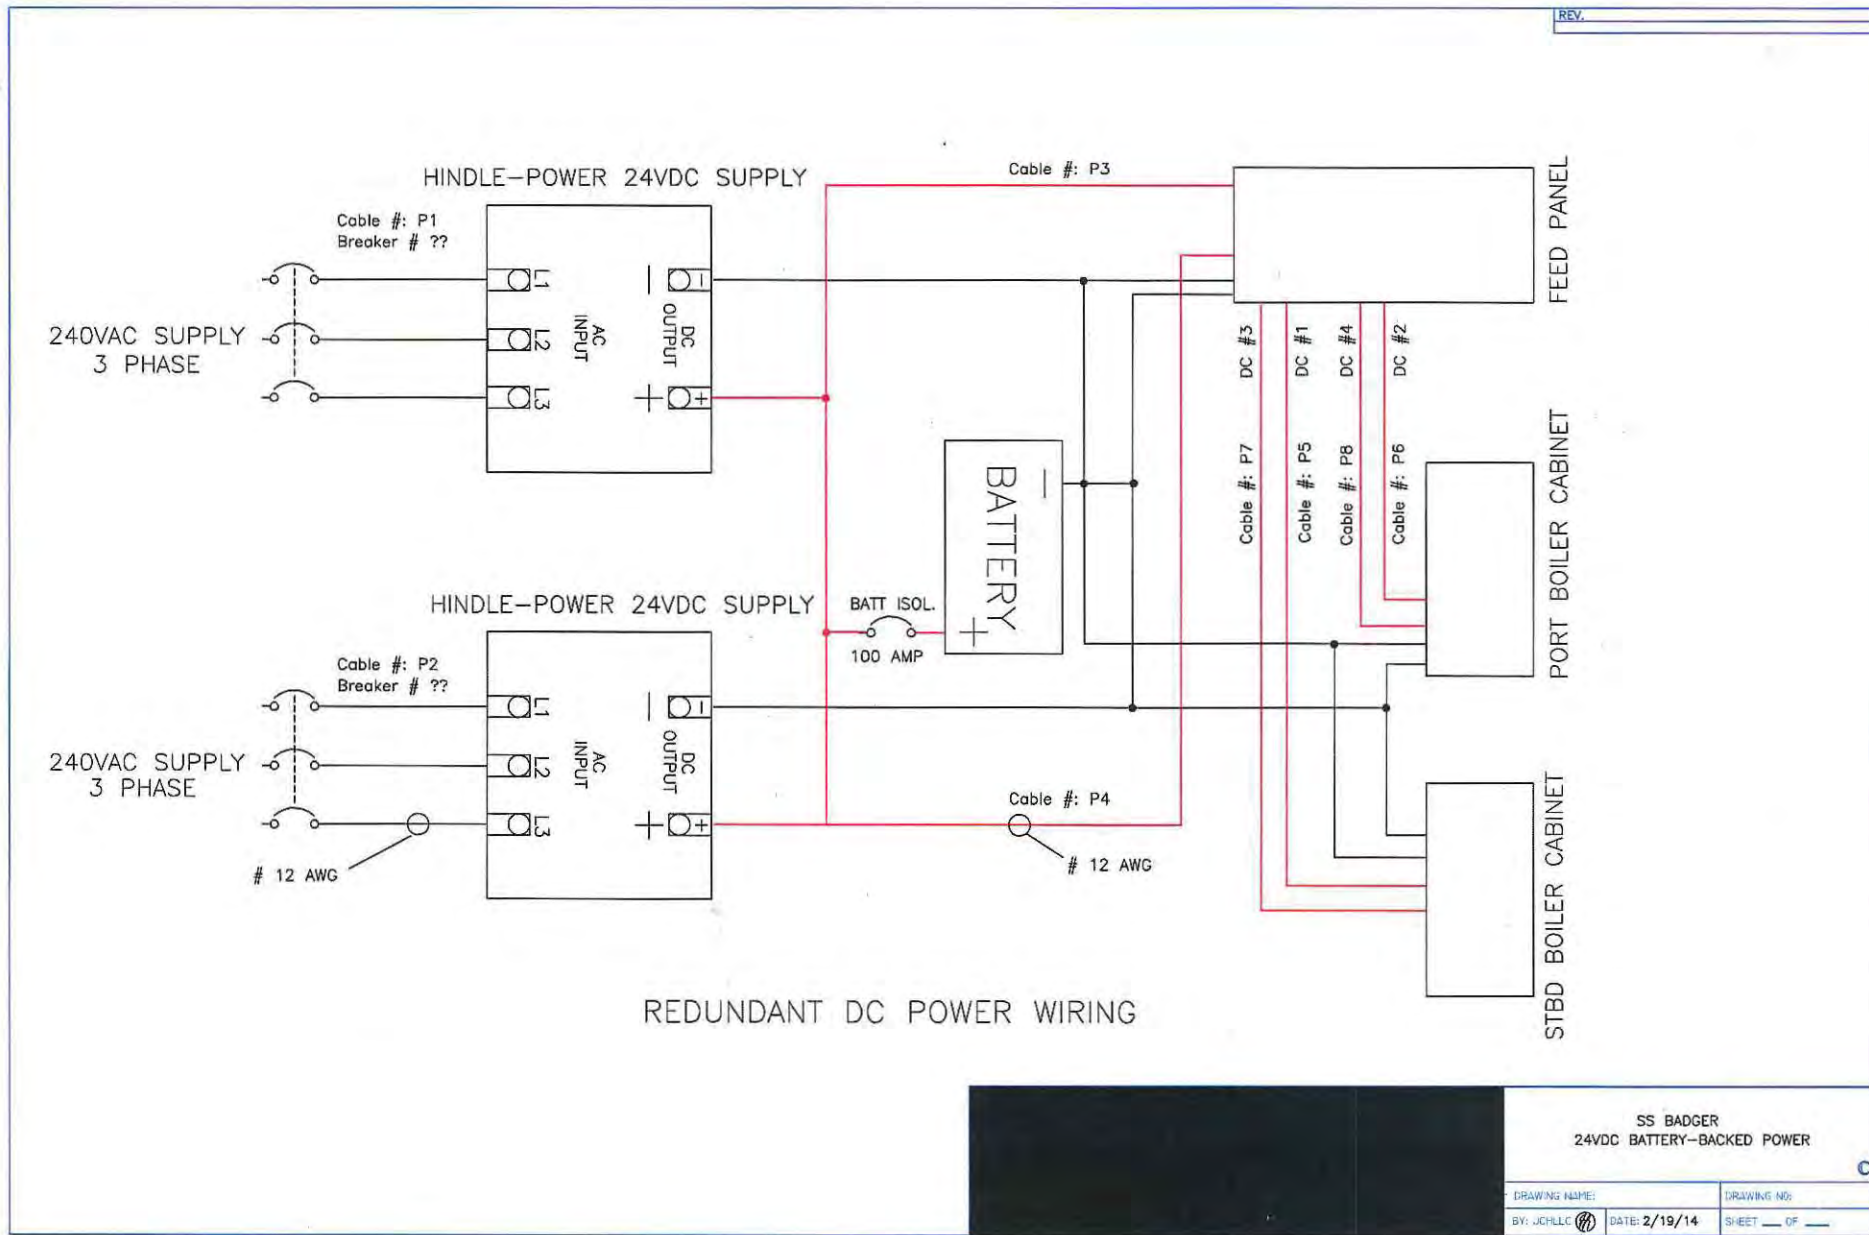 REV.
HINDLE-POWER 24VDC SUPPLY
Cable #: P1
Breaker # ??
240VAC SUPPLY
3 PHASE
L1
L2
L3
AC
INPUT
DC
OUTPUT
-
+
-
+
Cable #: P3
FEED PANEL
DC #3
DC #1
DC #4
DC #2
Cable #: P7
Cable #: P5
Cable #: P8
Cable #: P6
BATTERY
-
+
BATT ISOL.
100 AMP
PORT BOILER CABINET
HINDLE-POWER 24VDC SUPPLY
Cable #: P2
Breaker # ??
240VAC SUPPLY
3 PHASE
L1
L2
L3
AC
INPUT
DC
OUTPUT
-
+
-
+
# 12 AWG
Cable #: P4
# 12 AWG
STBD BOILER CABINET
REDUNDANT DC POWER WIRING
SS BADGER
24VDC BATTERY-BACKED POWER
C
DRAWING NAME:
DRAWING NO:
BY: JCHLLC
DATE: 2/19/14
SHEET __ OF __